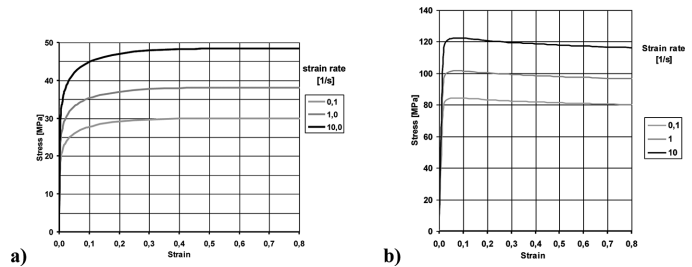 a)
Stress [MPa]
50
40
30
20
10
0
0,0 0,1 0,2 0,3 0,4 0,5 0,6 0,7 0,8
Strain
strain rate
[1/s]
0,1
1,0
10,0
b)
Stress [MPa]
140
120
100
80
60
40
20
0
0,0 0,1 0,2 0,3 0,4 0,5 0,6 0,7 0,8
Strain
Strain rate
[1/s]
0,1
1
10